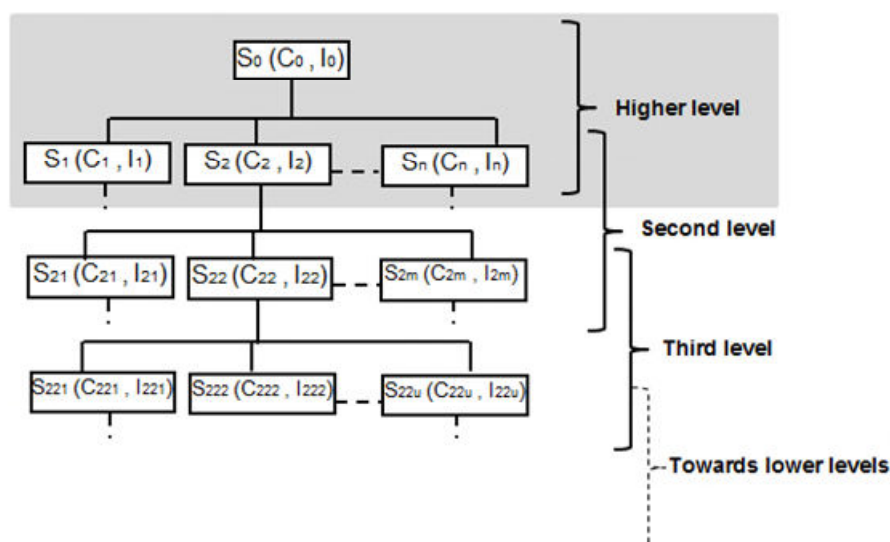 S0 (C0 , I0)
Higher level
S1 (C1 , I1)
S2 (C2 , I2)
Sn (Cn , In)
Second level
S21 (C21 , I21)
S22 (C22 , I22)
S2m (C2m , I2m)
Third level
S221 (C221 , I221)
S222 (C222 , I222)
S22u (C22u , I22u)
Towards lower levels